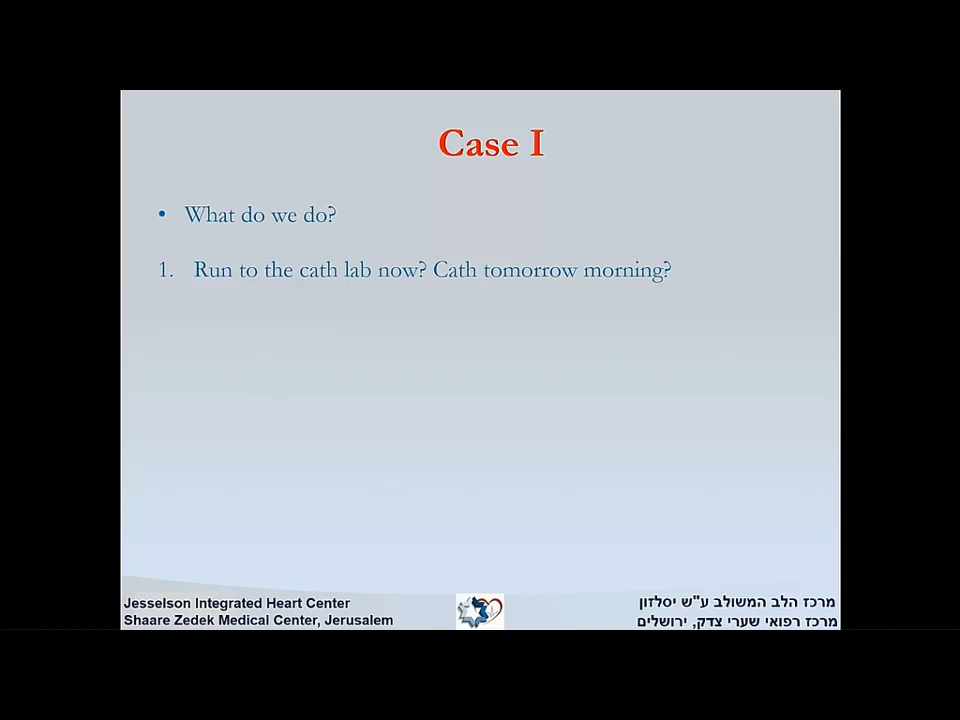 Case I
• What do we do?
1. Run to the cath lab now? Cath tomorrow morning?
Jesselson Integrated Heart Center
Shaare Zedek Medical Center, Jerusalem
מרכז הלב המשולב ע"ש יסלזון
מרכז רפואי שערי צדק, ירושלים